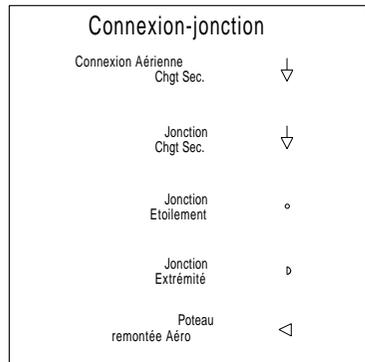 Connexion-jonction
Connexion Aérienne
Chgt Sec.
Jonction
Chgt Sec.
Jonction
Etoilement
Jonction
Extrémité
Poteau
remontée Aéro